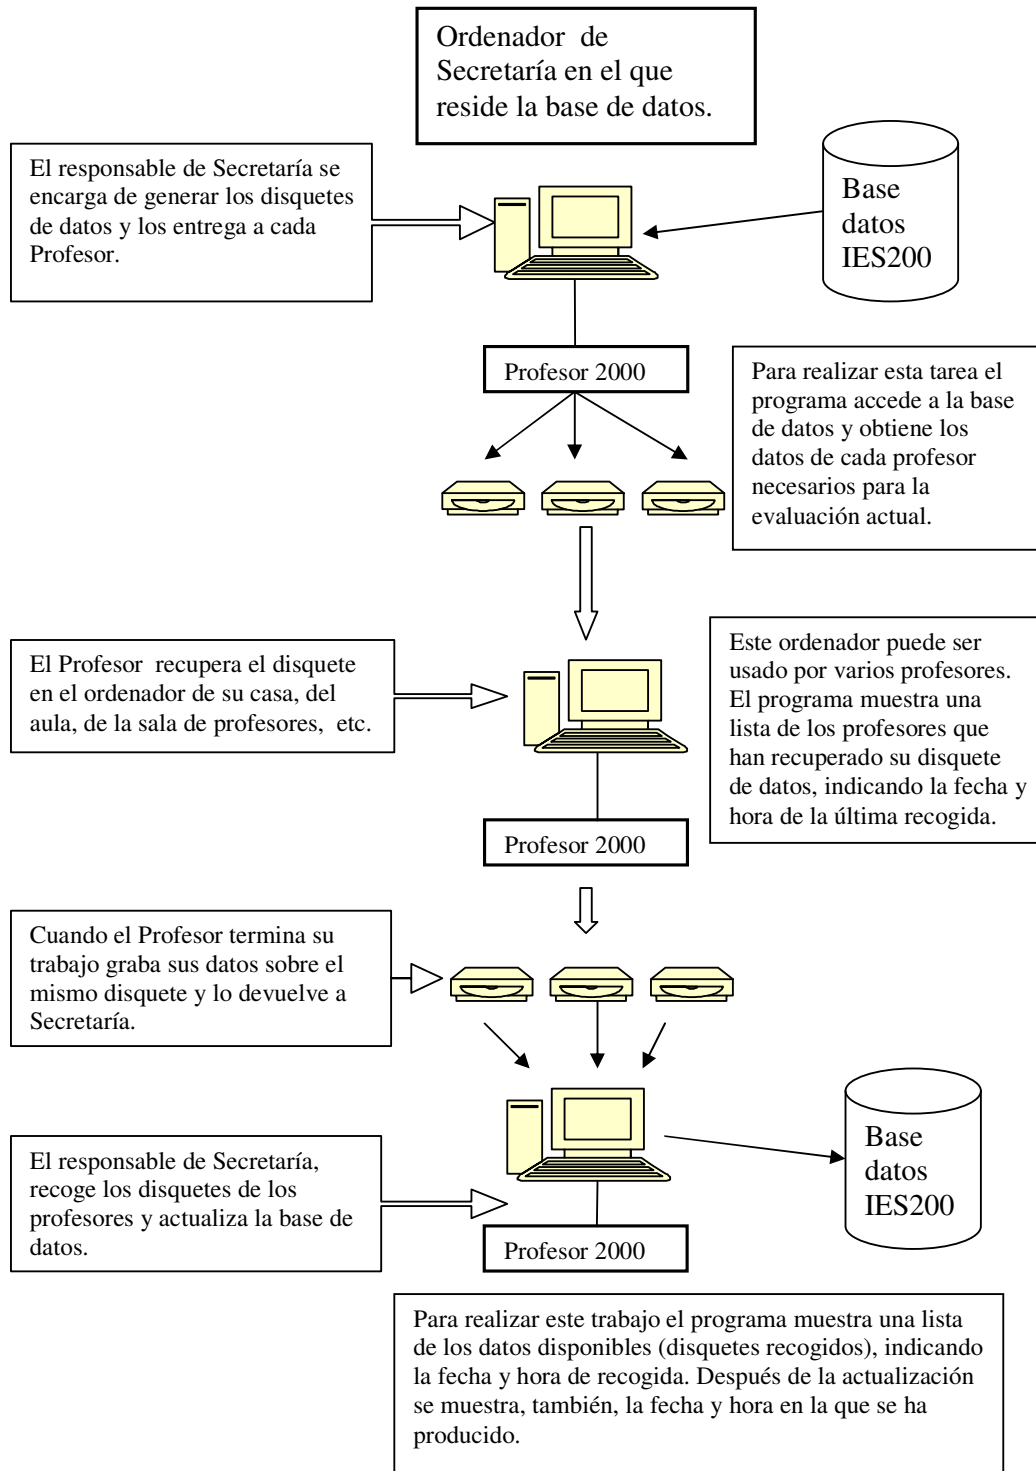 Ordenador de
Secretaría en el que
reside la base de datos.
El responsable de Secretaría se
encarga de generar los disquetes
de datos y los entrega a cada
Profesor.
Base
datos
IES200
Profesor 2000
Para realizar esta tarea el
programa accede a la base
de datos y obtiene los
datos de cada profesor
necesarios para la
evaluación actual.
El Profesor recupera el disquete
en el ordenador de su casa, del
aula, de la sala de profesores, etc.
Este ordenador puede ser
usado por varios profesores.
El programa muestra una
lista de los profesores que
han recuperado su disquete
de datos, indicando la fecha y
hora de la última recogida.
Profesor 2000
Cuando el Profesor termina su
trabajo graba sus datos sobre el
mismo disquete y lo devuelve a
Secretaría.
El responsable de Secretaría,
recoge los disquetes de los
profesores y actualiza la base de
datos.
Base
datos
IES200
Profesor 2000
Para realizar este trabajo el programa muestra una lista
de los datos disponibles (disquetes recogidos), indicando
la fecha y hora de recogida. Después de la actualización
se muestra, también, la fecha y hora en la que se ha
producido.